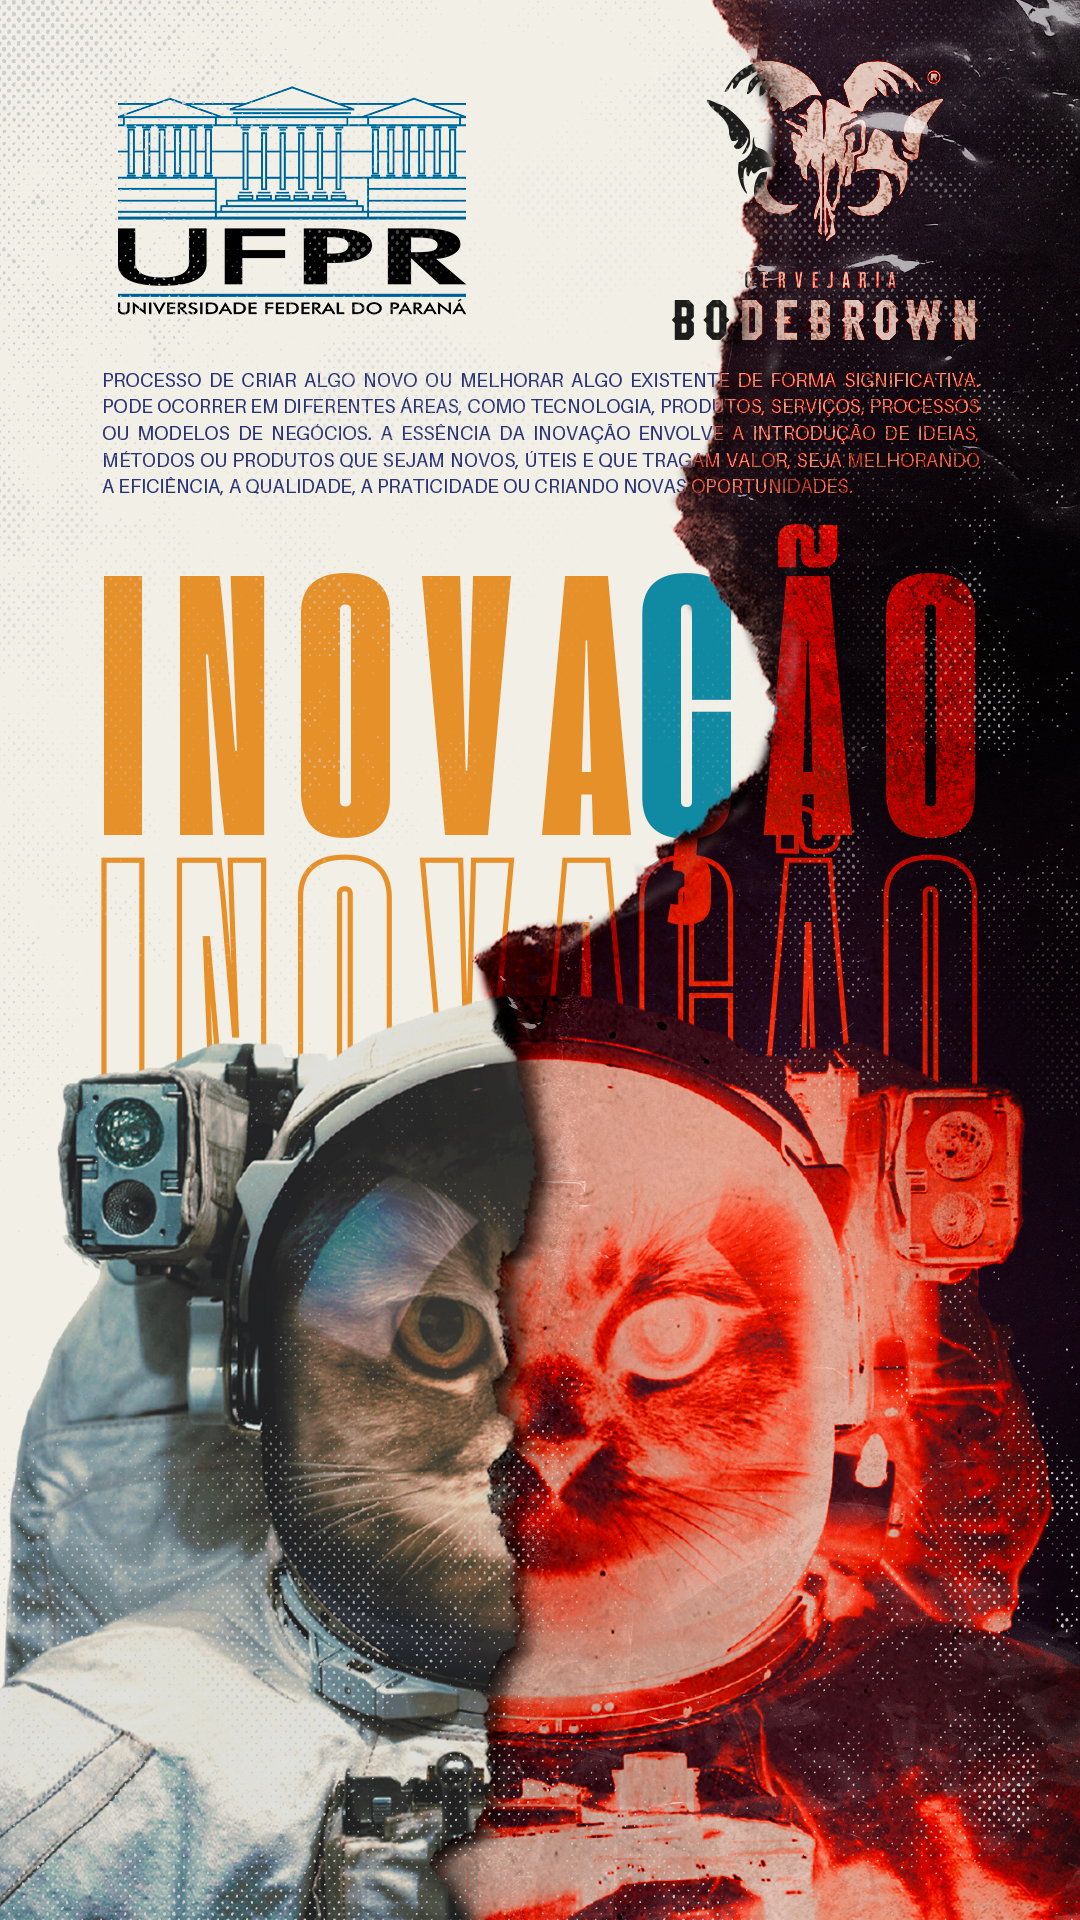 UFPR
UNIVERSIDADE FEDERAL DO PARANÁ
®
CERVEJARIA
BODEBROWN
PROCESSO DE CRIAR ALGO NOVO OU MELHORAR ALGO EXISTENTE DE FORMA SIGNIFICATIVA.
PODE OCORRER EM DIFERENTES ÁREAS, COMO TECNOLOGIA, PRODUTOS, SERVIÇOS, PROCESSOS
OU MODELOS DE NEGÓCIOS. A ESSÊNCIA DA INOVAÇÃO ENVOLVE A INTRODUÇÃO DE IDEIAS,
MÉTODOS OU PRODUTOS QUE SEJAM NOVOS, ÚTEIS E QUE TRAGAM VALOR, SEJA MELHORANDO
A EFICIÊNCIA, A QUALIDADE, A PRATICIDADE OU CRIANDO NOVAS OPORTUNIDADES.
INOVAÇÃO
INOVAÇÃO